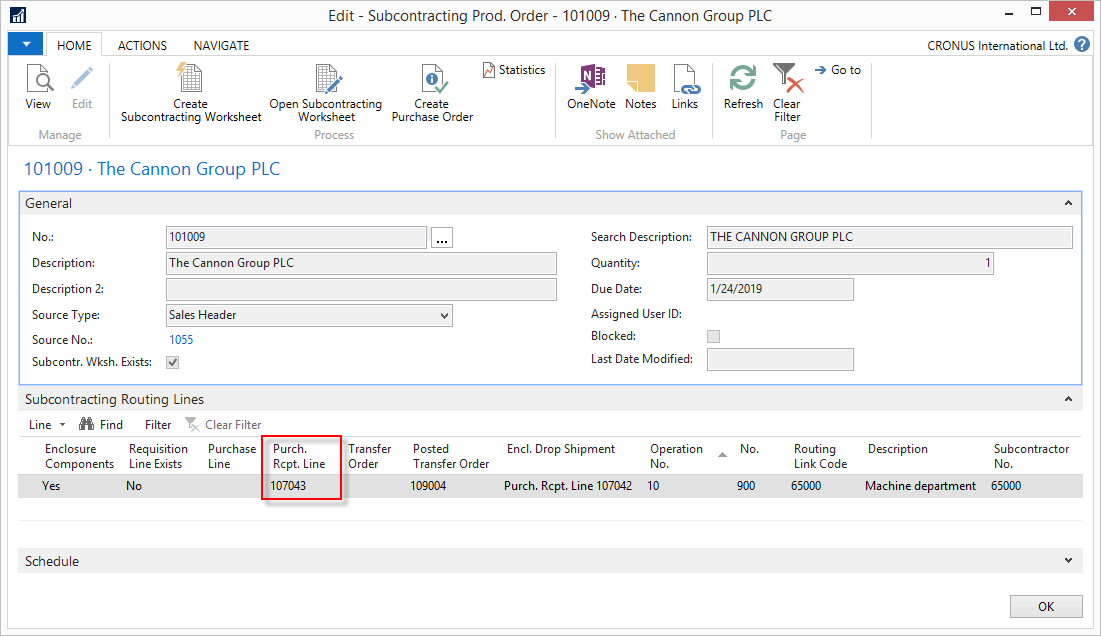 Edit - Subcontracting Prod. Order - 101009 · The Cannon Group PLC
HOME ACTIONS NAVIGATE CRONUS International Ltd. ?
View
Edit
Manage
Create
Subcontracting Worksheet
Open Subcontracting
Worksheet
Create
Purchase Order
Statistics
Process
OneNote
Notes
Links
Show Attached
Refresh
Clear
Filter
Go to
Page
101009 · The Cannon Group PLC
General
No.: 101009 ...
Description: The Cannon Group PLC
Description 2:
Source Type: Sales Header
Source No.: 1055
Subcontr. Wksh. Exists:
Search Description: THE CANNON GROUP PLC
Quantity: 1
Due Date: 1/24/2019
Assigned User ID:
Blocked:
Last Date Modified:
Subcontracting Routing Lines
Line Find Filter Clear Filter
Enclosure Requisition Purchase Purch. Transfer Posted Encl. Drop Shipment Operation No. Routing Description Subcontractor
Components Line Exists Line Rcpt. Line Order Transfer Order No. Link Code No.
Yes No 107043 109004 Purch. Rcpt. Line 107042 10 900 65000 Machine department 65000
Schedule
OK